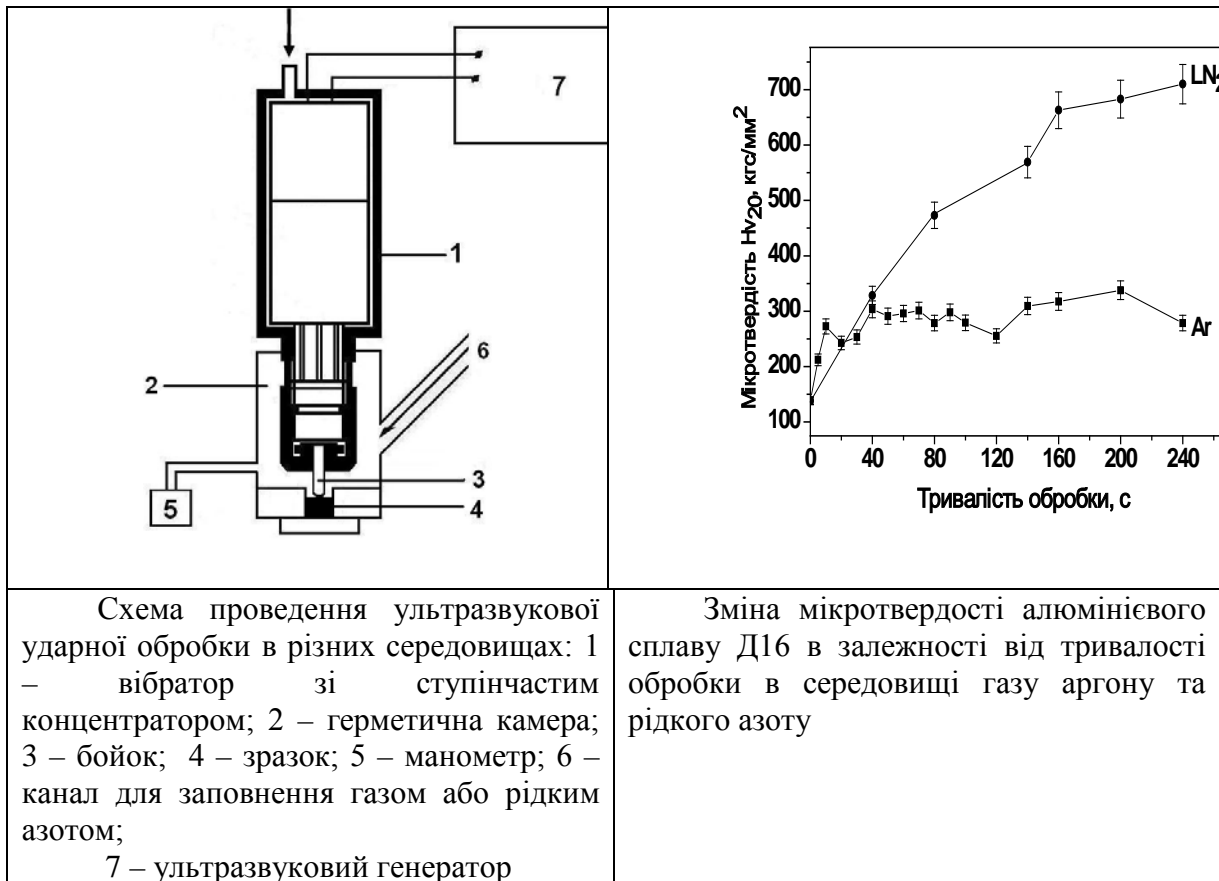 7
1
2
6
3
5
4
Мікротвердість Hv20, кгс/мм2
700
600
500
400
300
200
100
0 40 80 120 160 200 240
LN2
Ar
Тривалість обробки, с
Схема проведення ультразвукової
ударної обробки в різних середовищах: 1
– вібратор зі ступінчастим
концентратором; 2 – герметична камера;
3 – бойок; 4 – зразок; 5 – манометр; 6 –
канал для заповнення газом або рідким
азотом;
7 – ультразвуковий генератор
Зміна мікротвердості алюмінієвого
сплаву Д16 в залежності від тривалості
обробки в середовищі газу аргону та
рідкого азоту